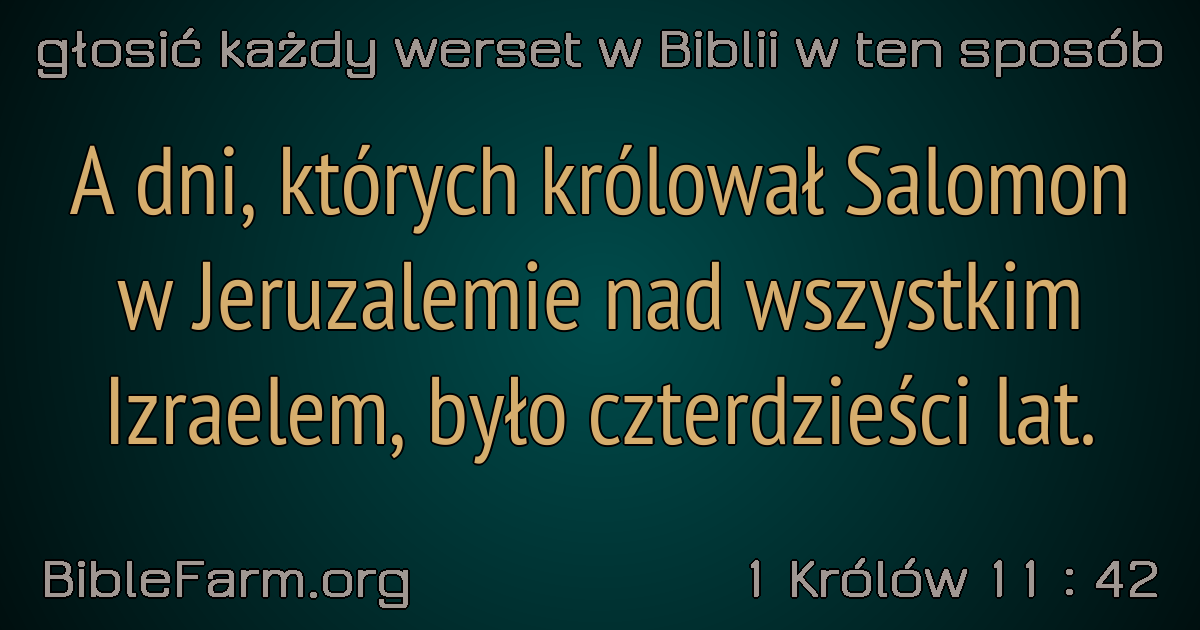 głosić każdy werset w Biblii w ten sposób
A dni, których królował Salomon
w Jeruzalemie nad wszystkim
Izraelem, było czterdzieści lat.
BibleFarm.org
1 Królów 11 : 42